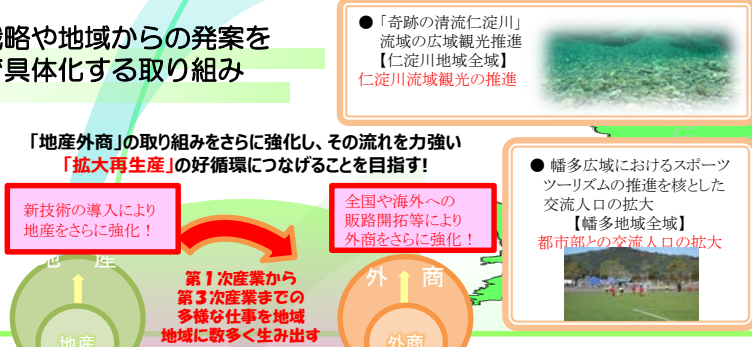 略や地域からの発案を
具体化する取り組み
●「奇跡の清流仁淀川」
流域の広域観光推進
【仁淀川地域全域】
仁淀川流域観光の推進
「地産外商」の取り組みをさらに強化し、その流れを力強い
「拡大再生産」の好循環につなげることを目指す!
● 幡多広域におけるスポーツ
ツーリズムの推進を核とした
交流人口の拡大
【幡多地域全域】
都市部との交流人口の拡大
新技術の導入により
地産をさらに強化！
全国や海外への
販路開拓等により
外商をさらに強化！
地 産
外 商
第１次産業から
第３次産業までの
多様な仕事を地域
地域に数多く生み出す
地産
外商